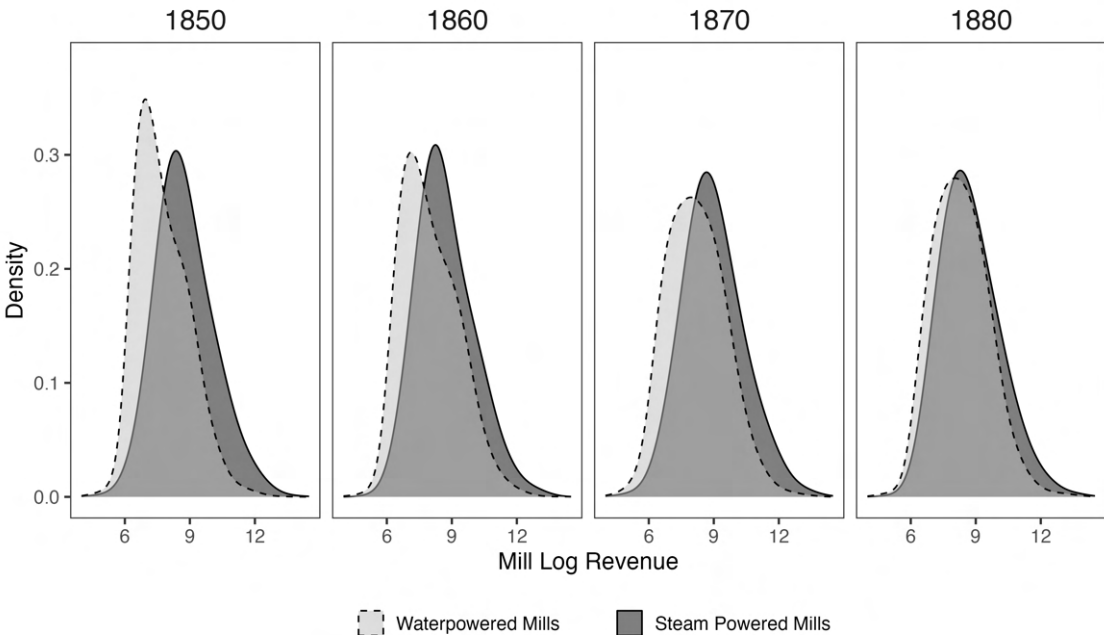 1850 1860 1870 1880
0.3
0.2
0.1
0.0
Density
6 9 12 6 9 12 6 9 12 6 9 12
Mill Log Revenue
Waterpowered Mills Steam Powered Mills